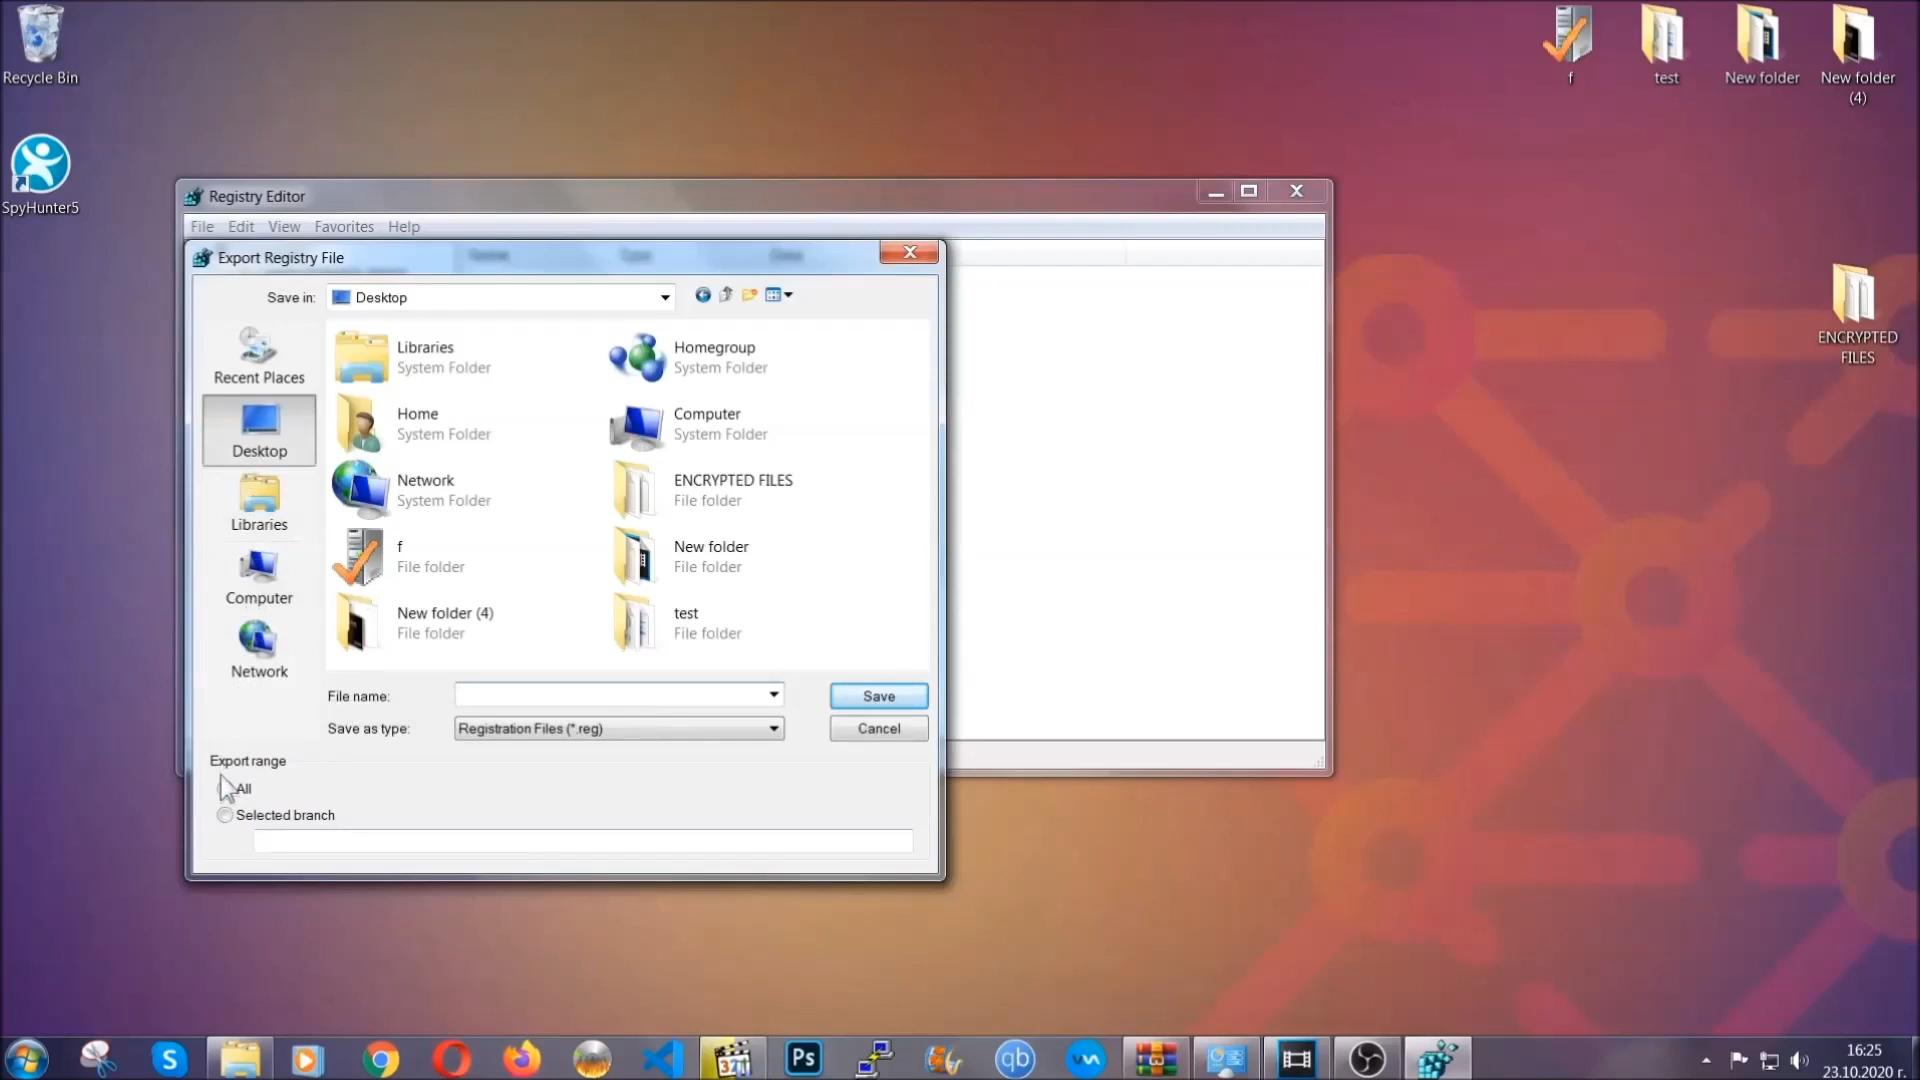 Recycle Bin
SpyHunter5
f
test
New folder
New folder
(4)
ENCRYPTED
FILES
Registry Editor
File Edit View Favorites Help
Export Registry File
Save in: Desktop
Recent Places
Desktop
Libraries
Computer
Network
Libraries
System Folder
Homegroup
System Folder
Home
System Folder
Computer
System Folder
Network
System Folder
ENCRYPTED FILES
File folder
f
File folder
New folder
File folder
New folder (4)
File folder
test
File folder
File name:
Save
Save as type: Registration Files (*.reg)
Cancel
Export range
All
Selected branch
S
321
Ps
qb
16:25
23.10.2020 г.